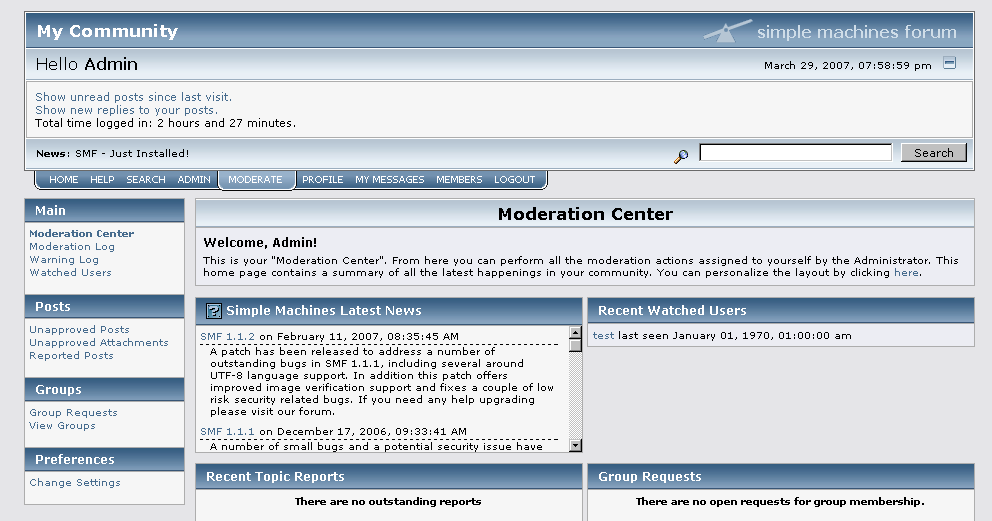 My Community
simple machines forum
Hello Admin
March 29, 2007, 07:58:59 pm
Show unread posts since last visit.
Show new replies to your posts.
Total time logged in: 2 hours and 27 minutes.
News: SMF - Just Installed!
Search
HOME HELP SEARCH ADMIN MODERATE PROFILE MY MESSAGES MEMBERS LOGOUT
Main
Moderation Center
Moderation Log
Warning Log
Watched Users
Posts
Unapproved Posts
Unapproved Attachments
Reported Posts
Groups
Group Requests
View Groups
Preferences
Change Settings
Moderation Center
Welcome, Admin!
This is your "Moderation Center". From here you can perform all the moderation actions assigned to yourself by the Administrator. This
home page contains a summary of all the latest happenings in your community. You can personalize the layout by clicking here.
? Simple Machines Latest News
SMF 1.1.2 on February 11, 2007, 08:35:45 AM
A patch has been released to address a number of
outstanding bugs in SMF 1.1.1, including several around
UTF-8 language support. In addition this patch offers
improved image verification support and fixes a couple of low
risk security related bugs. If you need any help upgrading
please visit our forum.
SMF 1.1.1 on December 17, 2006, 09:33:41 AM
A number of small bugs and a potential security issue have
Recent Watched Users
test last seen January 01, 1970, 01:00:00 am
Recent Topic Reports
There are no outstanding reports
Group Requests
There are no open requests for group membership.